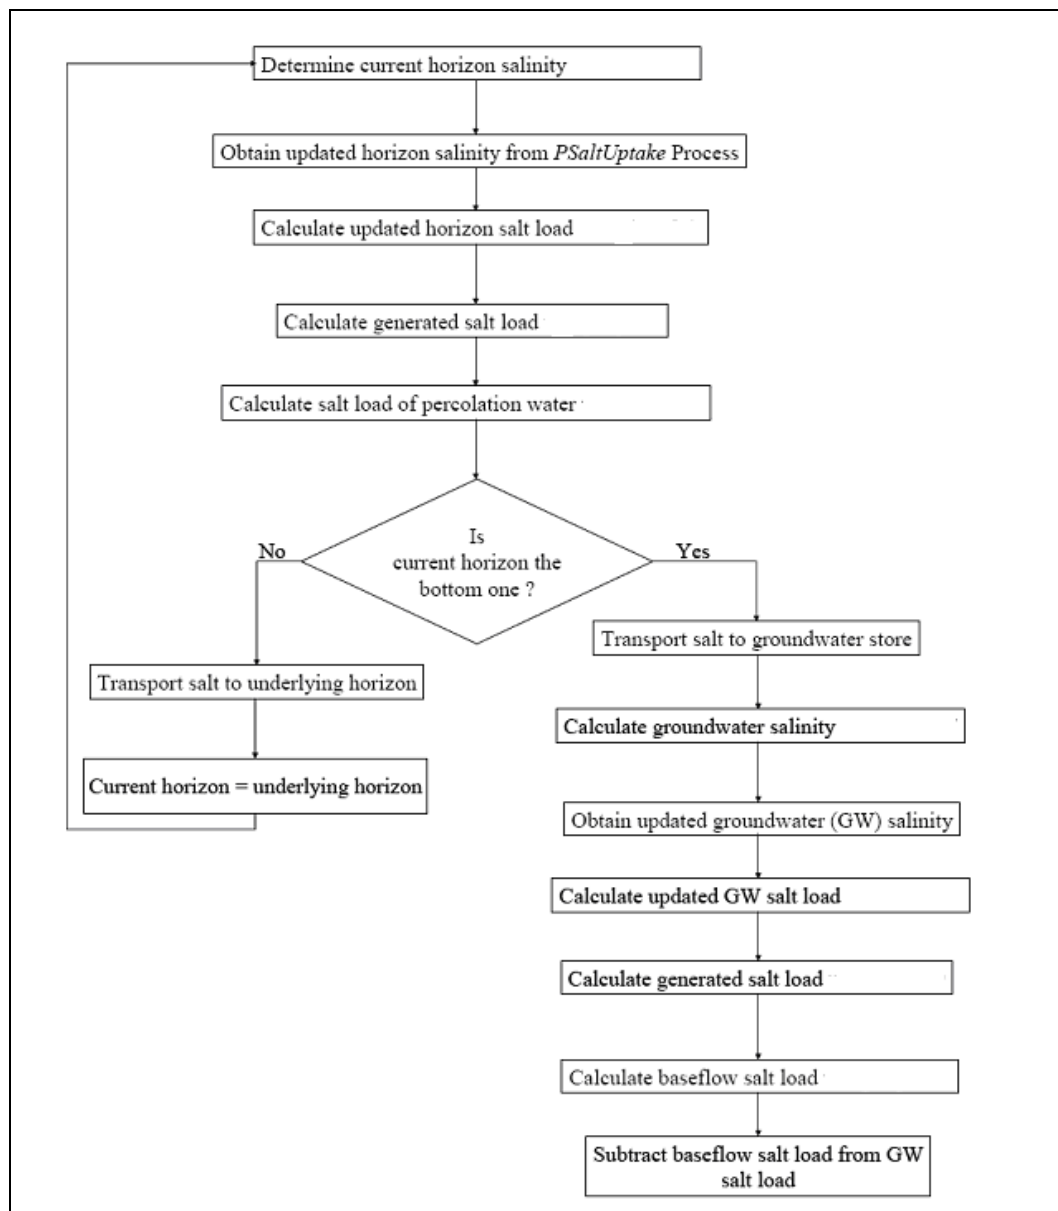 Determine current horizon salinity
Obtain updated horizon salinity from PSaltUptake Process
Calculate updated horizon salt load
Calculate generated salt load
Calculate salt load of percolation water
Is
current horizon the
bottom one ?
No
Yes
Transport salt to underlying horizon
Current horizon = underlying horizon
Transport salt to groundwater store
Calculate groundwater salinity
Obtain updated groundwater (GW) salinity
Calculate updated GW salt load
Calculate generated salt load
Calculate baseflow salt load
Subtract baseflow salt load from GW
salt load